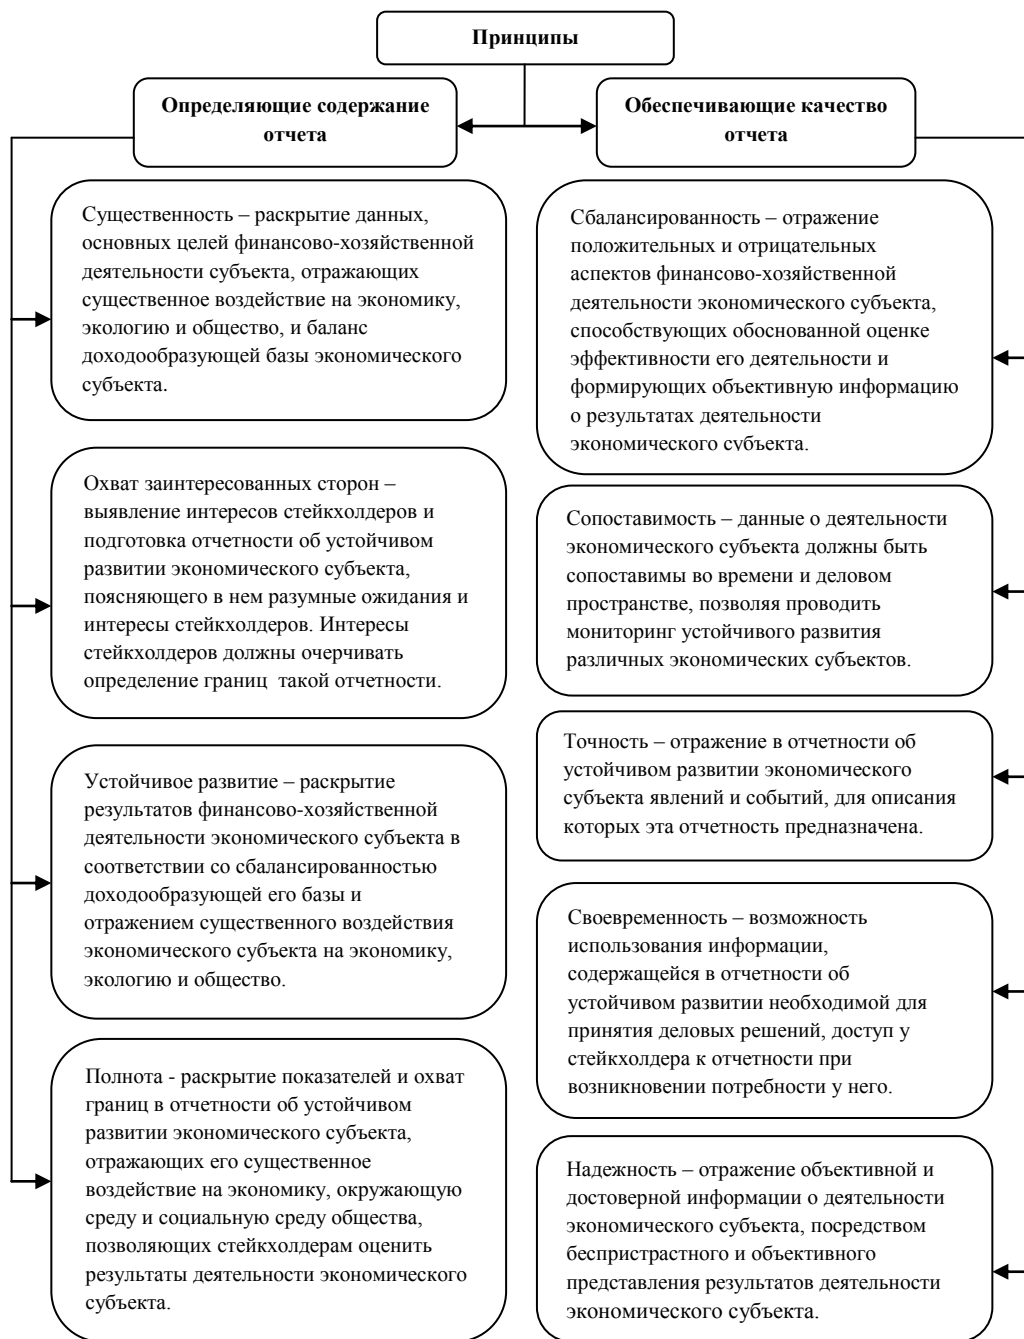 Принципы
Определяющие содержание
отчета
Обеспечивающие качество
отчета
Существенность – раскрытие данных,
основных целей финансово-хозяйственной
деятельности субъекта, отражающих
существенное воздействие на экономику,
экологию и общество, и баланс
доходообразующей базы экономического
субъекта.
Охват заинтересованных сторон –
выявление интересов стейкхолдеров и
подготовка отчетности об устойчивом
развитии экономического субъекта,
поясняющего в нем разумные ожидания и
интересы стейкхолдеров. Интересы
стейкхолдеров должны очерчивать
определение границ такой отчетности.
Устойчивое развитие – раскрытие
результатов финансово-хозяйственной
деятельности экономического субъекта в
соответствии со сбалансированностью
доходообразующей его базы и
отражением существенного воздействия
экономического субъекта на экономику,
экологию и общество.
Полнота - раскрытие показателей и охват
границ в отчетности об устойчивом
развитии экономического субъекта,
отражающих его существенное
воздействие на экономику, окружающую
среду и социальную среду общества,
позволяющих стейкхолдерам оценить
результаты деятельности экономического
субъекта.
Сбалансированность – отражение
положительных и отрицательных
аспектов финансово-хозяйственной
деятельности экономического субъекта,
способствующих обоснованной оценке
эффективности его деятельности и
формирующих объективную информацию
о результатах деятельности
экономического субъекта.
Сопоставимость – данные о деятельности
экономического субъекта должны быть
сопоставимы во времени и деловом
пространстве, позволяя проводить
мониторинг устойчивого развития
различных экономических субъектов.
Точность – отражение в отчетности об
устойчивом развитии экономического
субъекта явлений и событий, для описания
которых эта отчетность предназначена.
Своевременность – возможность
использования информации,
содержащейся в отчетности об
устойчивом развитии необходимой для
принятия деловых решений, доступ у
стейкхолдера к отчетности при
возникновении потребности у него.
Надежность – отражение объективной и
достоверной информации о деятельности
экономического субъекта, посредством
беспристрастного и объективного
представления результатов деятельности
экономического субъекта.